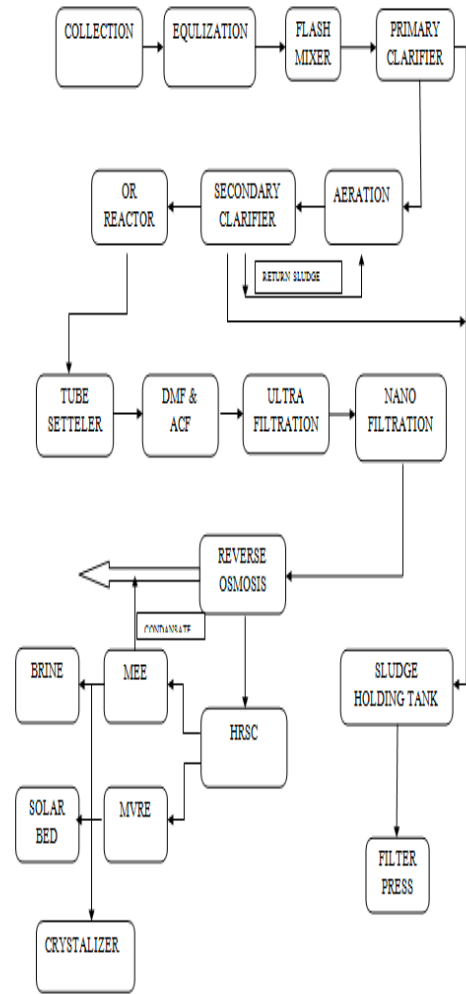 COLLECTION
EQULIZATION
FLASH
MIXER
PRIMARY
CLARIFIER
OR
REACTOR
SECONDARY
CLARIFIER
AERATION
RETURN SLUDGE
TUBE
SETTELER
DMF &
ACF
ULTRA
FILTRATION
NANO
FILTRATION
REVERSE
OSMOSIS
CONDANSATE
BRINE
MEE
HRSC
SLUDGE
HOLDING TANK
SOLAR
BED
MVRE
FILTER
PRESS
CRYSTALIZER